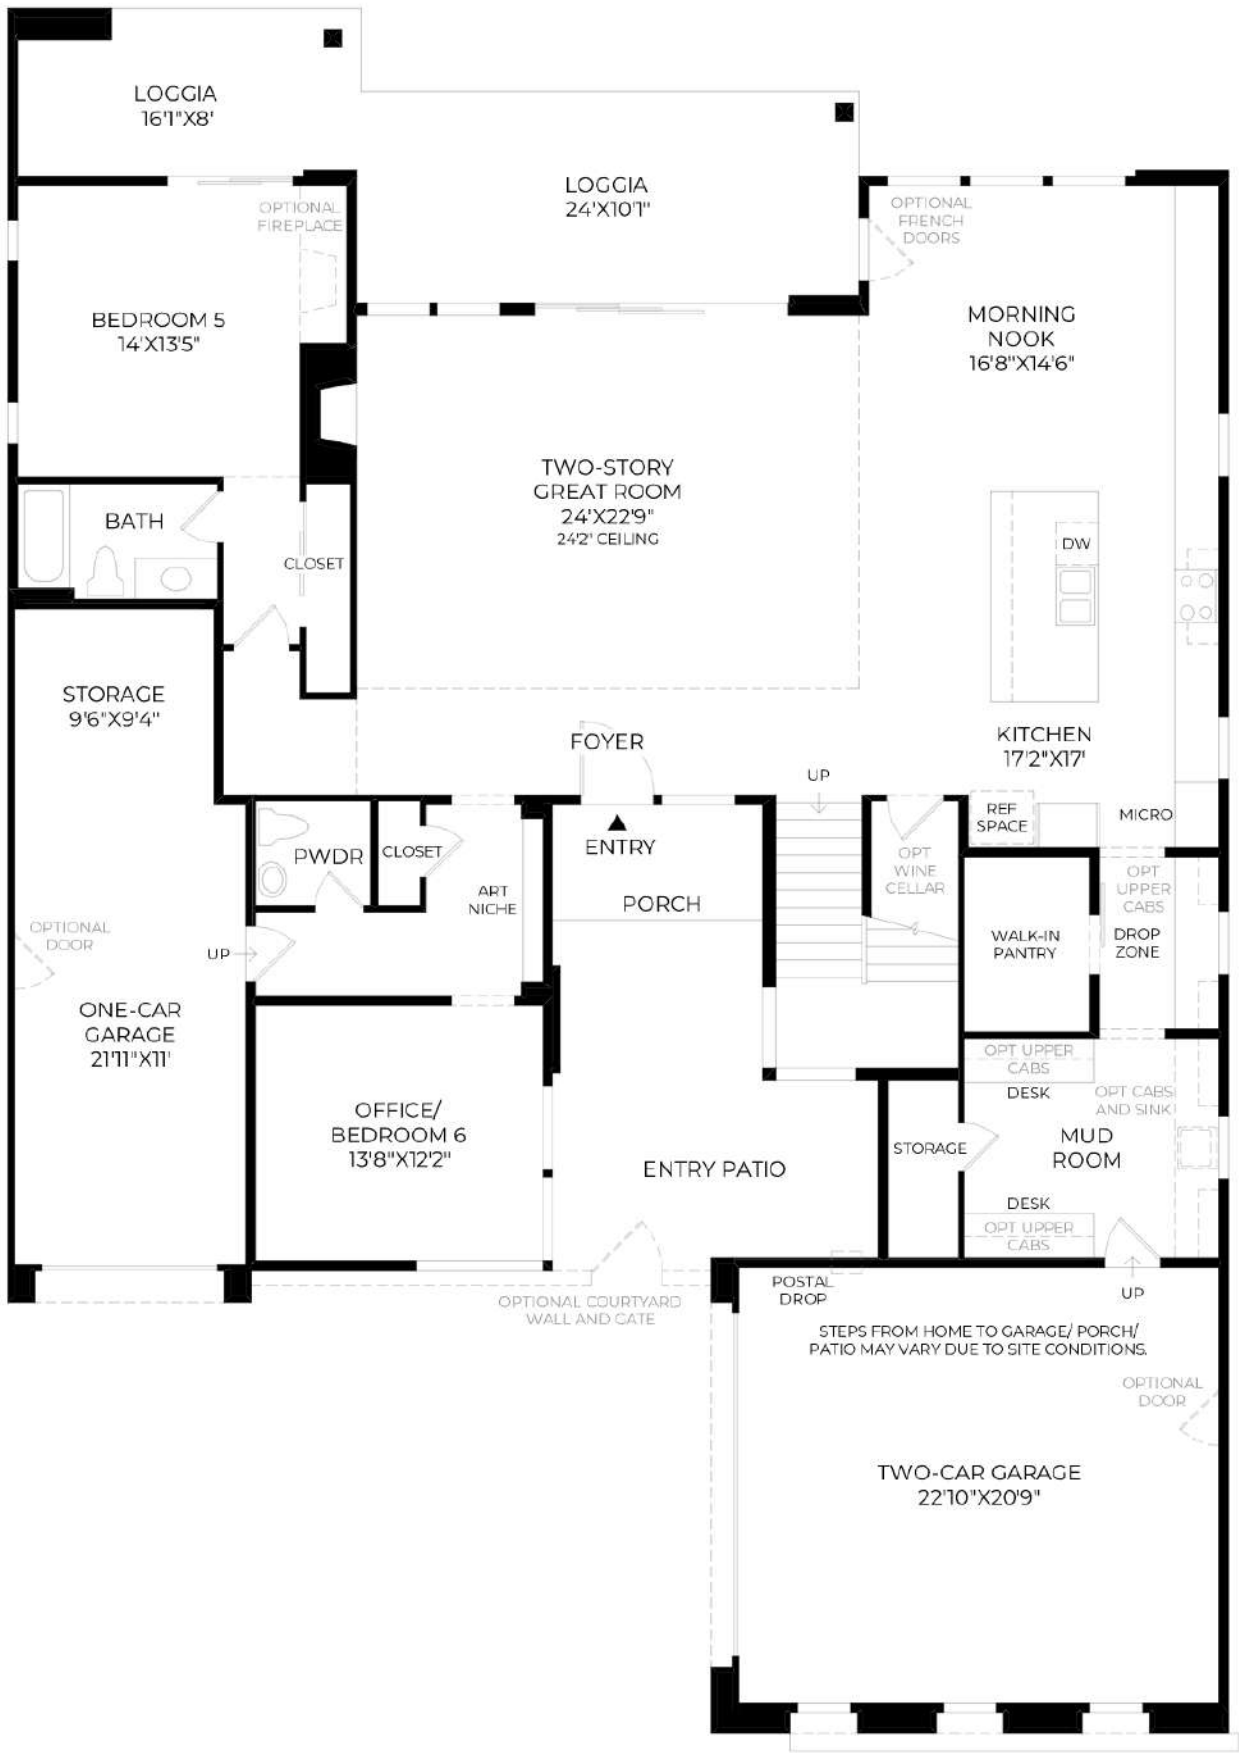 LOGGIA
16'1"X8'
LOGGIA
24'X10'1"
OPTIONAL
FIREPLACE
OPTIONAL
FRENCH
DOORS
BEDROOM 5
14'X13'5"
MORNING
NOOK
16'8"X14'6"
TWO-STORY
GREAT ROOM
24'X22'9"
24'2" CEILING
BATH
CLOSET
DW
STORAGE
9'6"X9'4"
FOYER
KITCHEN
17'2"X17'
UP
REF
SPACE
MICRO
ENTRY
PWDR
CLOSET
OPT
WINE
CELLAR
OPT
UPPER
CABS
ART
NICHE
PORCH
OPTIONAL
DOOR
WALK-IN
PANTRY
DROP
ZONE
UP
ONE-CAR
GARAGE
21'11"X11'
OPT UPPER
CABS
DESK
OPT CABS
AND SINK
OFFICE/
BEDROOM 6
13'8"X12'2"
STORAGE
MUD
ROOM
ENTRY PATIO
DESK
OPT UPPER
CABS
POSTAL
DROP
UP
OPTIONAL COURTYARD
WALL AND GATE
STEPS FROM HOME TO GARAGE/ PORCH/
PATIO MAY VARY DUE TO SITE CONDITIONS.
OPTIONAL
DOOR
TWO-CAR GARAGE
22'10"X20'9"